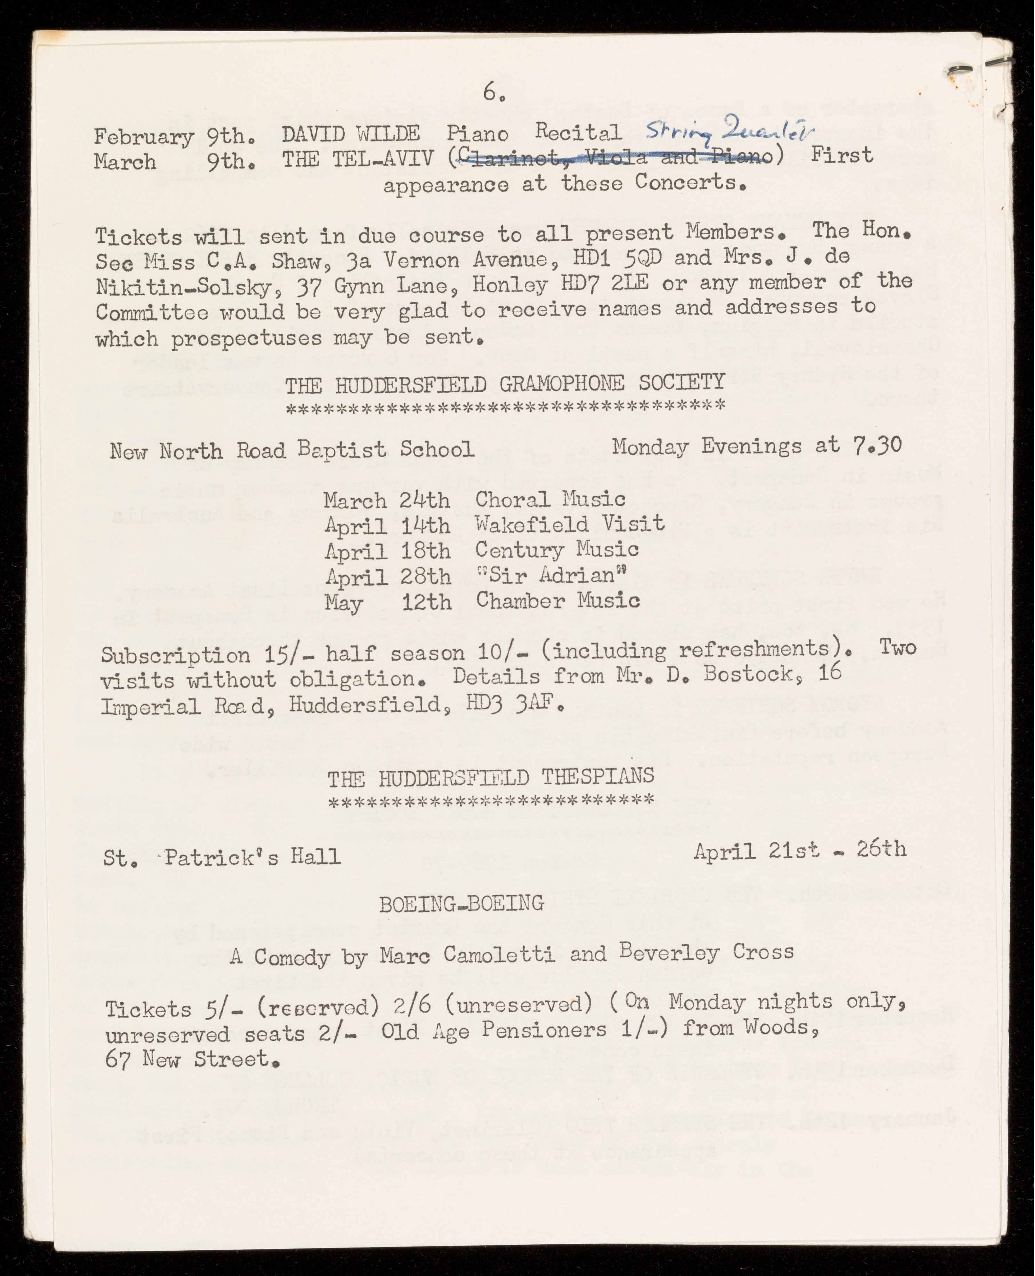 6.
February 9th. DAVID WILDE Piano Recital String Quartet
March 9th. THE TEL-AVIV (Clarinet, Viola and Piano) First
appearance at these Concerts.
Tickets will sent in due course to all present Members. The Hon.
Sec Miss C.A. Shaw, 3a Vernon Avenue, HD1 5QD and Mrs. J. de
Nikitin-Solsky, 37 Gynn Lane, Honley HD7 2LE or any member of the
Committee would be very glad to receive names and addresses to
which prospectuses may be sent.
THE HUDDERSFIELD GRAMOPHONE SOCIETY
***********************************
New North Road Baptist School Monday Evenings at 7.30
March 24th Choral Music
April 14th Wakefield Visit
April 18th Century Music
April 28th "Sir Adrian"
May 12th Chamber Music
Subscription 15/- half season 10/- (including refreshments). Two
visits without obligation. Details from Mr. D. Bostock, 16
Imperial Road, Huddersfield, HD3 3AF.
THE HUDDERSFIELD THESPIANS
**************************
St. Patrick's Hall April 21st - 26th
BOEING-BOEING
A Comedy by Marc Camoletti and Beverley Cross
Tickets 5/- (reserved) 2/6 (unreserved) (On Monday nights only,
unreserved seats 2/- Old Age Pensioners 1/-) from Woods,
67 New Street.